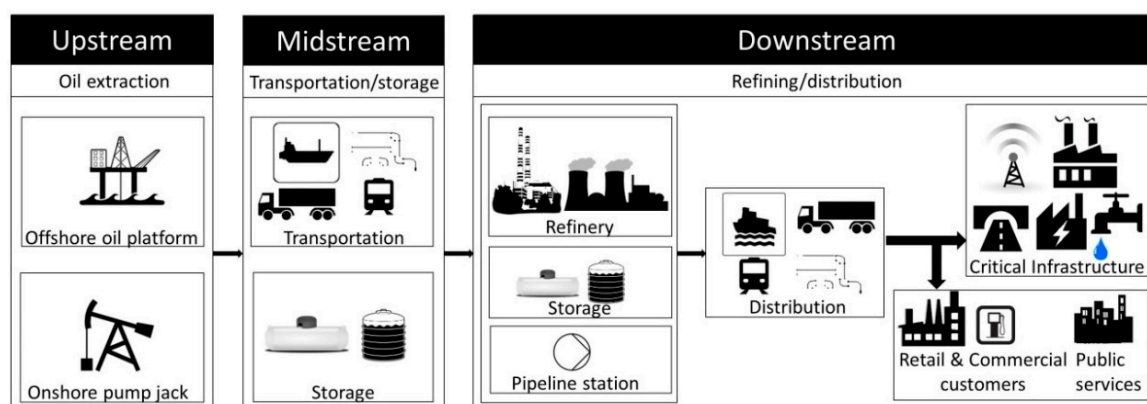 Upstream
Oil extraction
Offshore oil platform
Onshore pump jack
Midstream
Transportation/storage
Transportation
Storage
Downstream
Refining/distribution
Refinery
Storage
Pipeline station
Distribution
Critical Infrastructure
Retail & Commercial
customers
Public
services